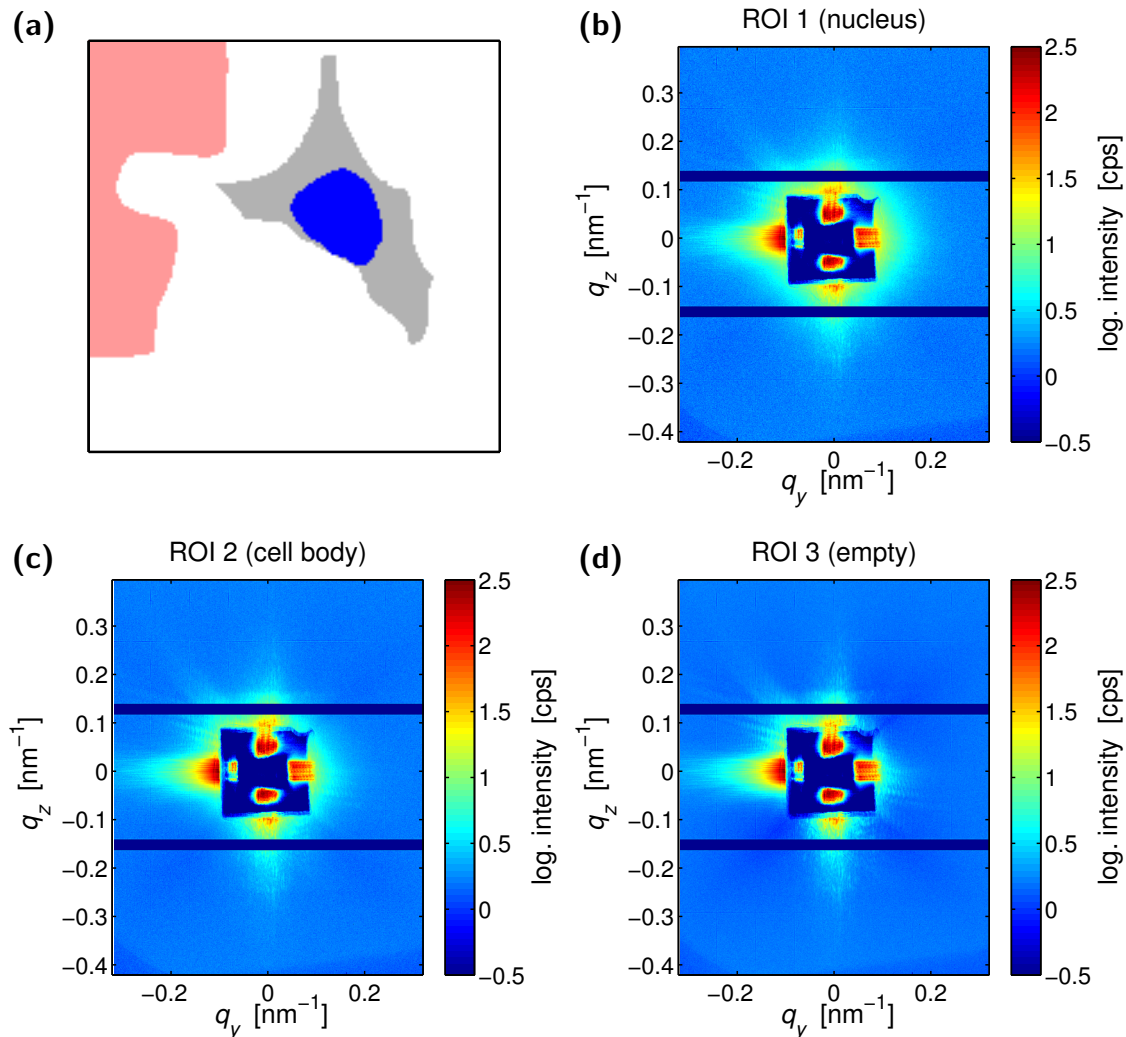 (a)
(b)
ROI 1 (nucleus)
0.3
0.2
0.1
0
−0.1
−0.2
−0.3
−0.4
q_z [nm⁻¹]
−0.2 0 0.2
q_y [nm⁻¹]
2.5
2
1.5
1
0.5
0
−0.5
log. intensity [cps]
(c)
ROI 2 (cell body)
0.3
0.2
0.1
0
−0.1
−0.2
−0.3
−0.4
q_z [nm⁻¹]
−0.2 0 0.2
q_y [nm⁻¹]
2.5
2
1.5
1
0.5
0
−0.5
log. intensity [cps]
(d)
ROI 3 (empty)
0.3
0.2
0.1
0
−0.1
−0.2
−0.3
−0.4
q_z [nm⁻¹]
−0.2 0 0.2
q_y [nm⁻¹]
2.5
2
1.5
1
0.5
0
−0.5
log. intensity [cps]